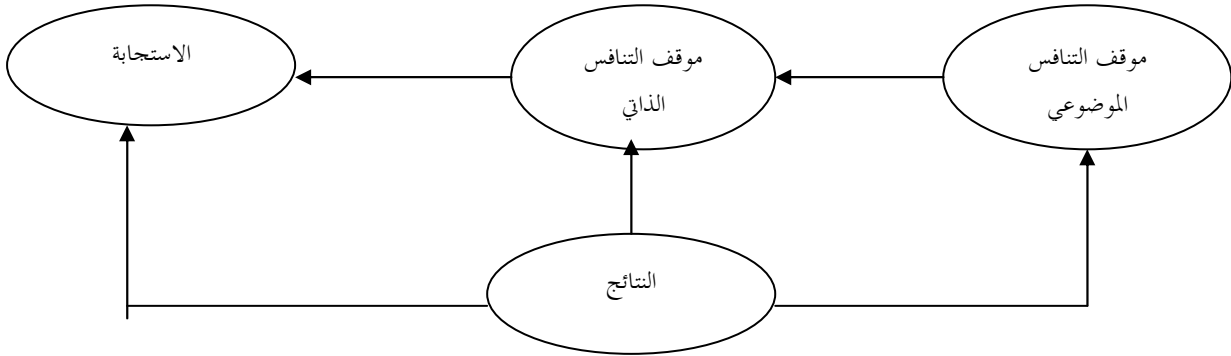 موقف التنافس
الموضوعي
موقف التنافس
الذاتي
الاستجابة
النتائج